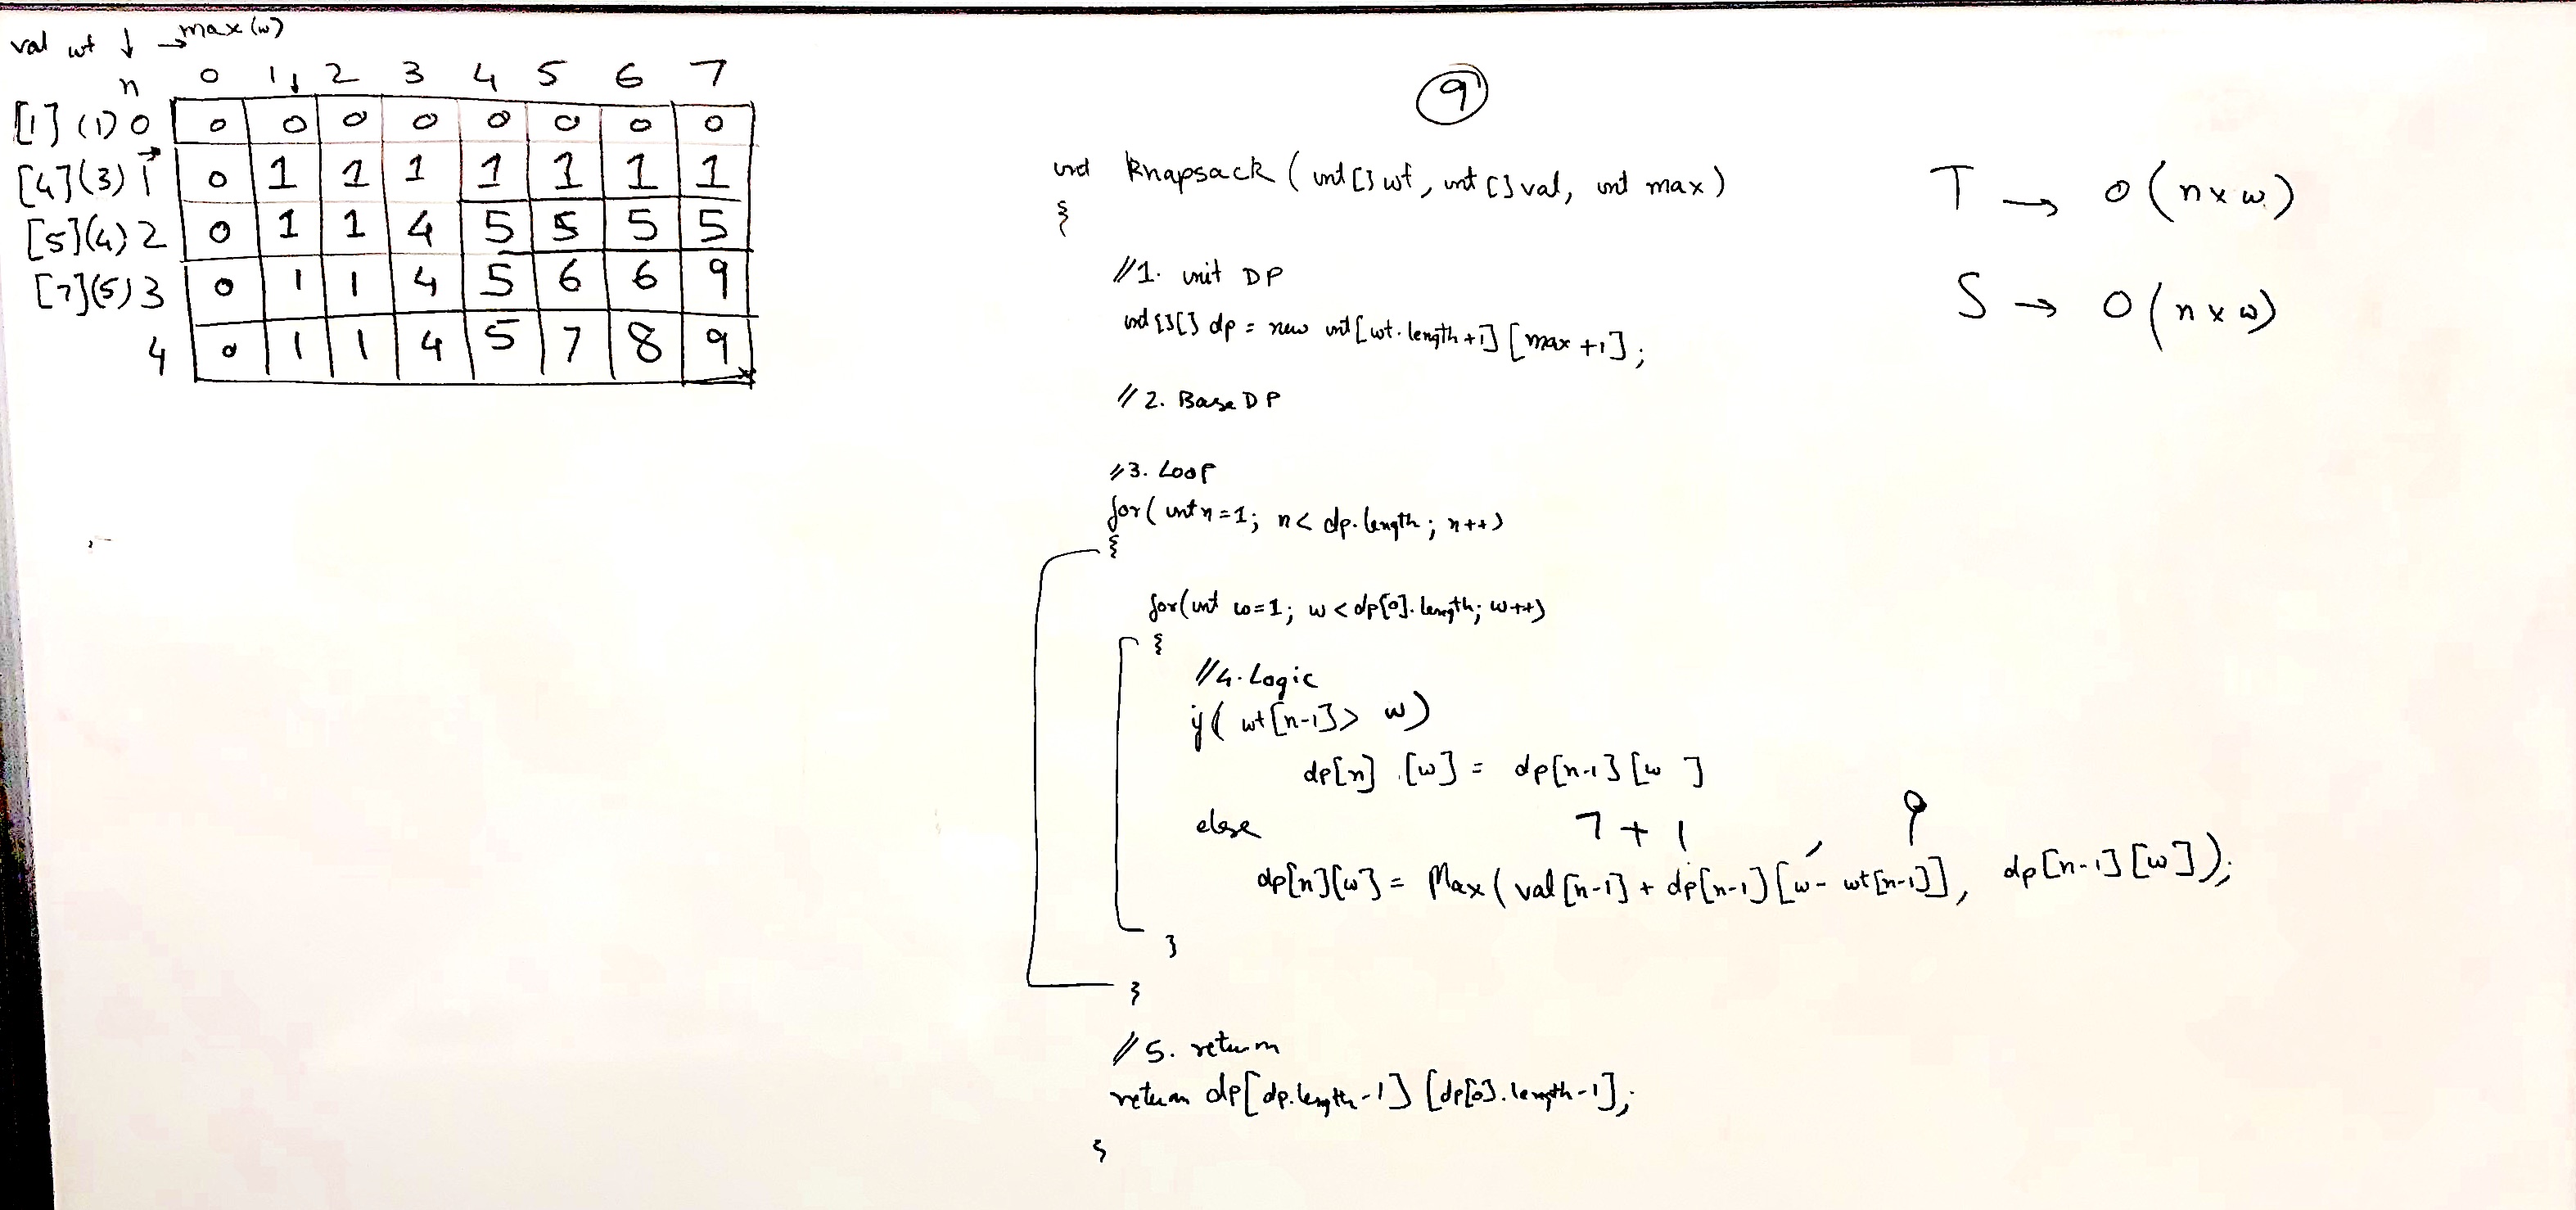 val wt ↓ →max(w)
n 0 1↓ 2 3 4 5 6 7
[1] (1) 0 0 0 0 0 0 0 0 0
[4](3) 1 0 1 1 1 1 1 1 1
[5](4) 2 0 1 1 4 5 5 5 5
[7](5) 3 0 1 1 4 5 6 6 9
4 0 1 1 4 5 7 8 9
9
int knapsack (int[] wt, int[] val, int max)
{
//1. init DP
int[][] dp = new int[wt.length+1][max+1];
//2. Base DP
//3. Loop
for(int n=1; n< dp.length; n++)
{
for(int w=1; w<dp[0].length; w++)
{
//4. Logic
if( wt[n-1]> w)
dp[n][w] = dp[n-1][w]
else
7 + 1 9
dp[n][w] = Max(val[n-1] + dp[n-1][w- wt[n-1]], dp[n-1][w]);
}
}
//5. return
return dp[dp.length-1][dp[0].length-1];
}
T → O(n×w)
S → O(n×w)